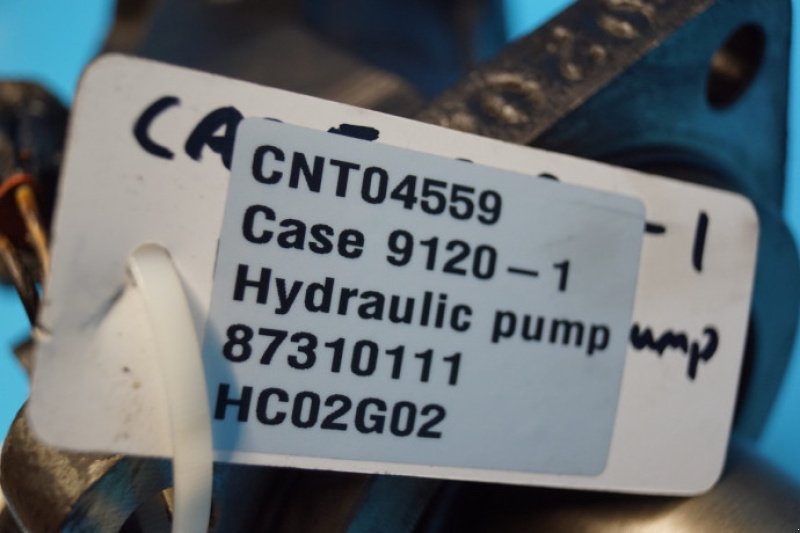 CNT04559
Case 9120-1
Hydraulic pump
87310111
HC02G02